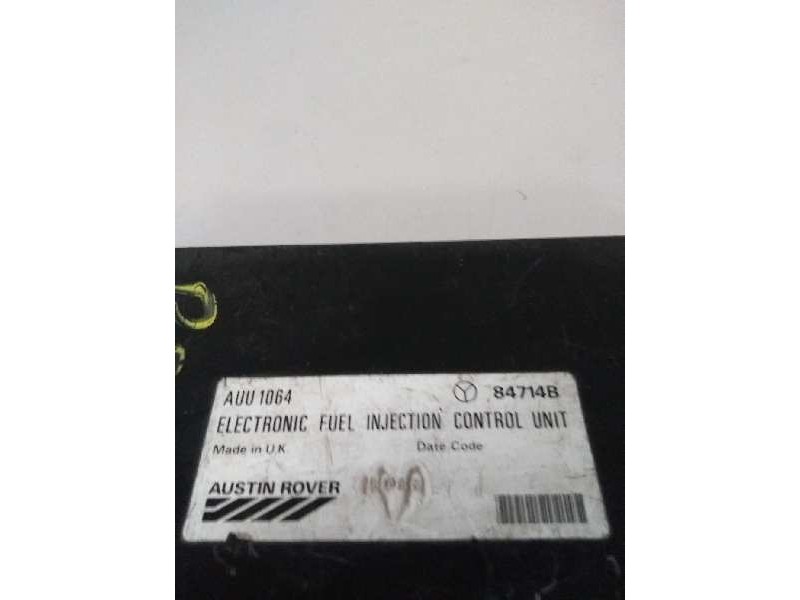 AUU 1064 84714B
ELECTRONIC FUEL INJECTION CONTROL UNIT
Made in U.K Date Code
AUSTIN ROVER